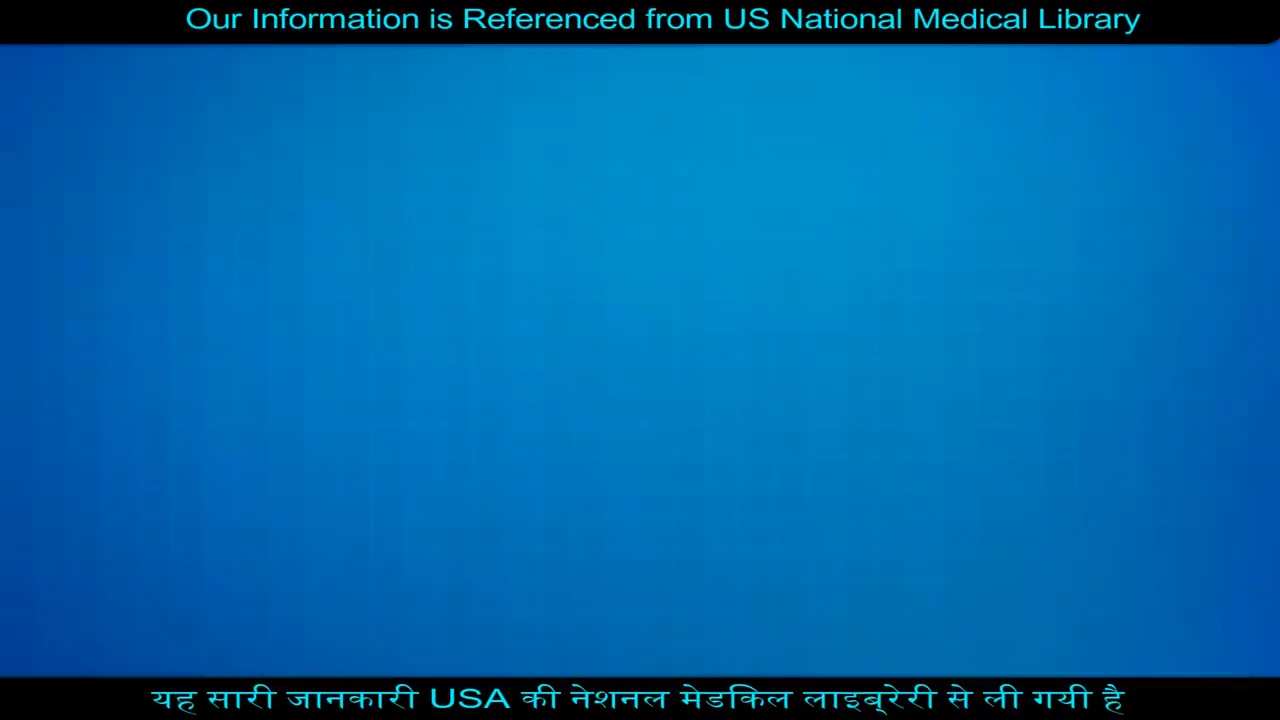 Our Information is Referenced from US National Medical Library
यह सारी जानकारी USA की नेशनल मेडकिल लाइब्रेरी से ली गयी है